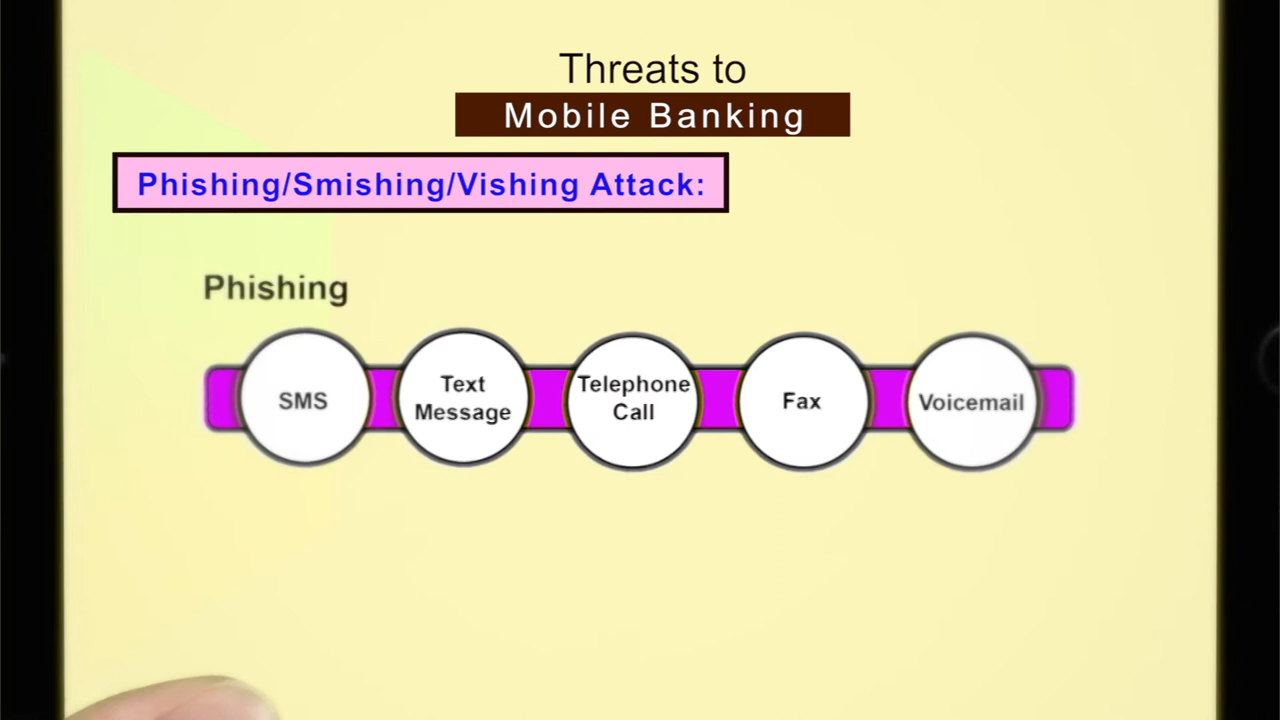 Threats to
Mobile Banking
Phishing/Smishing/Vishing Attack:
Phishing
SMS
Text
Message
Telephone
Call
Fax
Voicemail